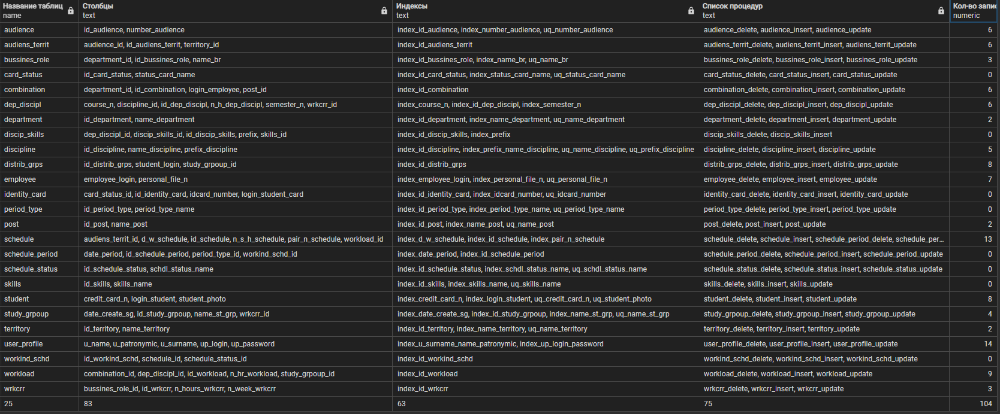 Название таблиц Столбцы Индексы Список процедур Кол-во запис
name text text text numeric
audience id_audience, number_audience index_id_audience, index_number_audience, uq_number_audience audience_delete, audience_insert, audience_update 6
audiens_territ audience_id, id_audiens_territ, territory_id index_id_audiens_territ audiens_territ_delete, audiens_territ_insert, audiens_territ_update 6
bussines_role department_id, id_bussines_role, name_br index_id_bussines_role, index_name_br, uq_name_br bussines_role_delete, bussines_role_insert, bussines_role_update 3
card_status id_card_status, status_card_name index_id_card_status, index_status_card_name, uq_status_card_name card_status_delete, card_status_insert, card_status_update 0
combination department_id, id_combination, login_employee, post_id index_id_combination combination_delete, combination_insert, combination_update 6
dep_discipl course_n, discipline_id, id_dep_discipl, n_h_dep_discipl, semester_n, wrkcrr_id index_course_n, index_id_dep_discipl, index_semester_n dep_discipl_delete, dep_discipl_insert, dep_discipl_update 6
department id_department, name_department index_id_department, index_name_department, uq_name_department department_delete, department_insert, department_update 2
discip_skills dep_discipl_id, discip_skills_id, id_discip_skills, prefix, skills_id index_id_discip_skills, index_prefix discip_skills_delete, discip_skills_insert 0
discipline id_discipline, name_discipline, prefix_discipline index_id_discipline, index_prefix_name_discipline, uq_name_discipline, uq_prefix_discipline discipline_delete, discipline_insert, discipline_update 5
distrib_grps id_distrib_grps, student_login, study_grpoup_id index_id_distrib_grps distrib_grps_delete, distrib_grps_insert, distrib_grps_update 8
employee employee_login, personal_file_n index_employee_login, index_personal_file_n, uq_personal_file_n employee_delete, employee_insert, employee_update 7
identity_card card_status_id, id_identity_card, idcard_number, login_student_card index_id_identity_card, index_idcard_number, uq_idcard_number identity_card_delete, identity_card_insert, identity_card_update 0
period_type id_period_type, period_type_name index_id_period_type, index_period_type_name, uq_period_type_name period_type_delete, period_type_insert, period_type_update 0
post id_post, name_post index_id_post, index_name_post, uq_name_post post_delete, post_insert, post_update 2
schedule audiens_territ_id, d_w_schedule, id_schedule, n_s_h_schedule, pair_n_schedule, workload_id index_d_w_schedule, index_id_schedule, index_pair_n_schedule schedule_delete, schedule_insert, schedule_period_delete, schedule_per... 13
schedule_period date_period, id_schedule_period, period_type_id, workind_schd_id index_date_period, index_id_schedule_period schedule_period_delete, schedule_period_insert, schedule_period_update 0
schedule_status id_schedule_status, schdl_status_name index_id_schedule_status, index_schdl_status_name, uq_schdl_status_name schedule_status_delete, schedule_status_insert, schedule_status_update 0
skills id_skills, skills_name index_id_skills, index_skills_name, uq_skills_name skills_delete, skills_insert, skills_update 0
student credit_card_n, login_student, student_photo index_credit_card_n, index_login_student, uq_credit_card_n, uq_student_photo student_delete, student_insert, student_update 8
study_grpoup date_create_sg, id_study_grpoup, name_st_grp, wrkcrr_id index_date_create_sg, index_id_study_grpoup, index_name_st_grp, uq_name_st_grp study_grpoup_delete, study_grpoup_insert, study_grpoup_update 4
territory id_territory, name_territory index_id_territory, index_name_territory, uq_name_territory territory_delete, territory_insert, territory_update 2
user_profile u_name, u_patronymic, u_surname, up_login, up_password index_u_surname_name_patronymic, index_up_login_password user_profile_delete, user_profile_insert, user_profile_update 14
workind_schd id_workind_schd, schedule_id, schedule_status_id index_id_workind_schd workind_schd_delete, workind_schd_insert, workind_schd_update 0
workload combination_id, dep_discipl_id, id_workload, n_hr_workload, study_grpoup_id index_id_workload workload_delete, workload_insert, workload_update 9
wrkcrr bussines_role_id, id_wrkcrr, n_hours_wrkcrr, n_week_wrkcrr index_id_wrkcrr wrkcrr_delete, wrkcrr_insert, wrkcrr_update 3
25 83 63 75 104